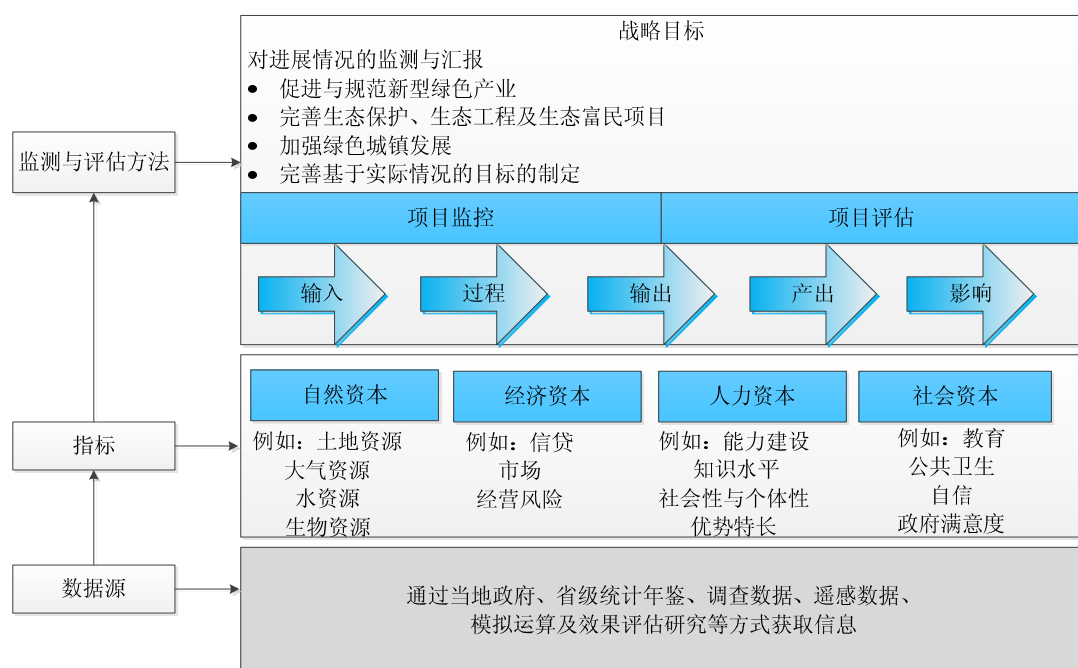 战略目标
对进展情况的监测与汇报
● 促进与规范新型绿色产业
● 完善生态保护、生态工程及生态富民项目
● 加强绿色城镇发展
● 完善基于实际情况的目标的制定
监测与评估方法
项目监控 项目评估
输入 过程 输出 产出 影响
自然资本 经济资本 人力资本 社会资本
指标
例如：土地资源
大气资源
水资源
生物资源
例如：信贷
市场
经营风险
例如：能力建设
知识水平
社会性与个体性
优势特长
例如：教育
公共卫生
自信
政府满意度
数据源
通过当地政府、省级统计年鉴、调查数据、遥感数据、
模拟运算及效果评估研究等方式获取信息